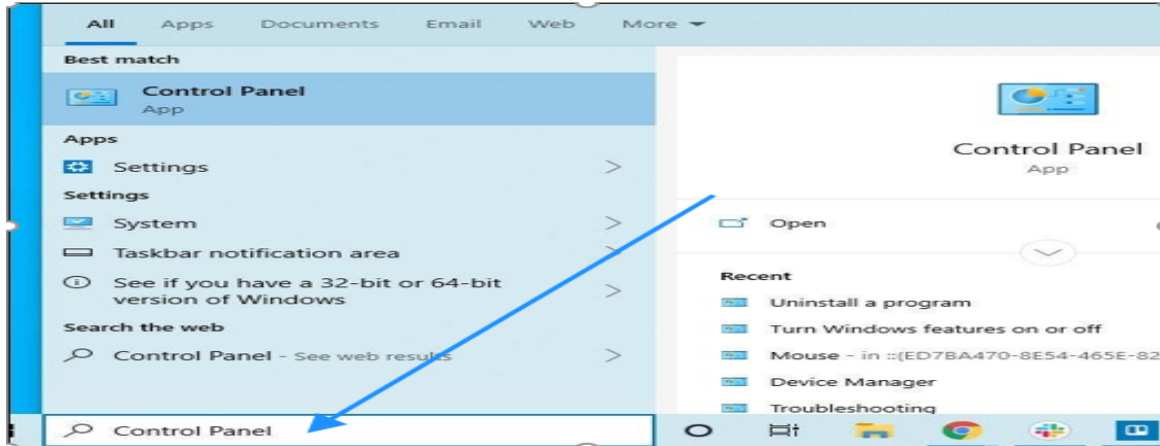 All Apps Documents Email Web More
Best match
Control Panel
App
Apps
Settings
Settings
System
Taskbar notification area
See if you have a 32-bit or 64-bit
version of Windows
Search the web
Control Panel - See web results
Control Panel
Control Panel
App
Open
Recent
Uninstall a program
Turn Windows features on or off
Mouse - in ::{ED7BA470-8E54-465E-82
Device Manager
Troubleshooting